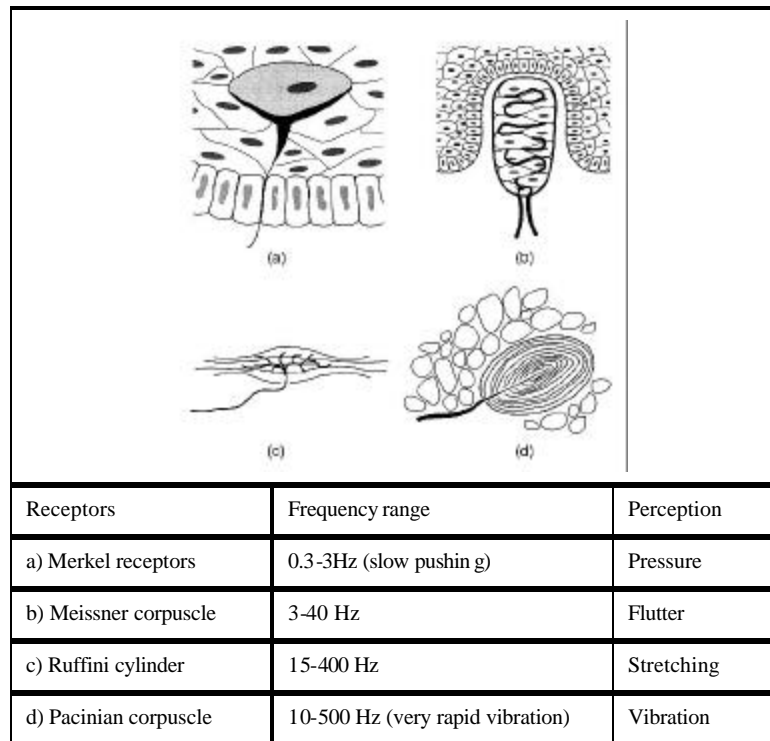 (a)
(b)
(c)
(d)
Receptors Frequency range Perception
a) Merkel receptors 0.3-3Hz (slow pushin g) Pressure
b) Meissner corpuscle 3-40 Hz Flutter
c) Ruffini cylinder 15-400 Hz Stretching
d) Pacinian corpuscle 10-500 Hz (very rapid vibration) Vibration